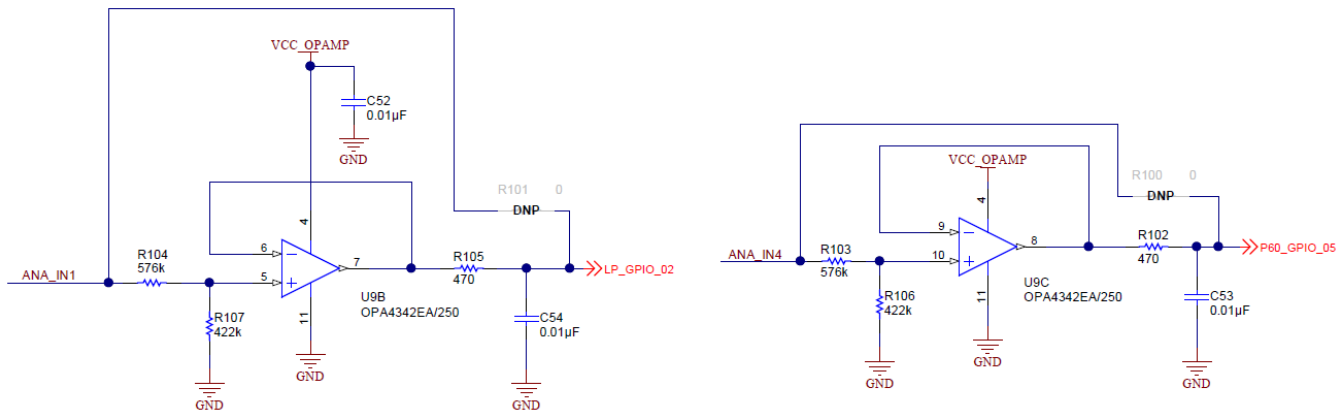 VCC_OPAMP
C52
0.01µF
GND
R101 0
DNP
4
6
R104
576k
ANA_IN1
5
7
R105
470
LP_GPIO_02
U9B
OPA4342EA/250
R107
422k
11
C54
0.01µF
GND
GND
GND
VCC_OPAMP
R100 0
DNP
4
9
8
R102
470
P60_GPIO_05
ANA_IN4
R103
576k
10
U9C
OPA4342EA/250
R106
422k
11
C53
0.01µF
GND
GND
GND